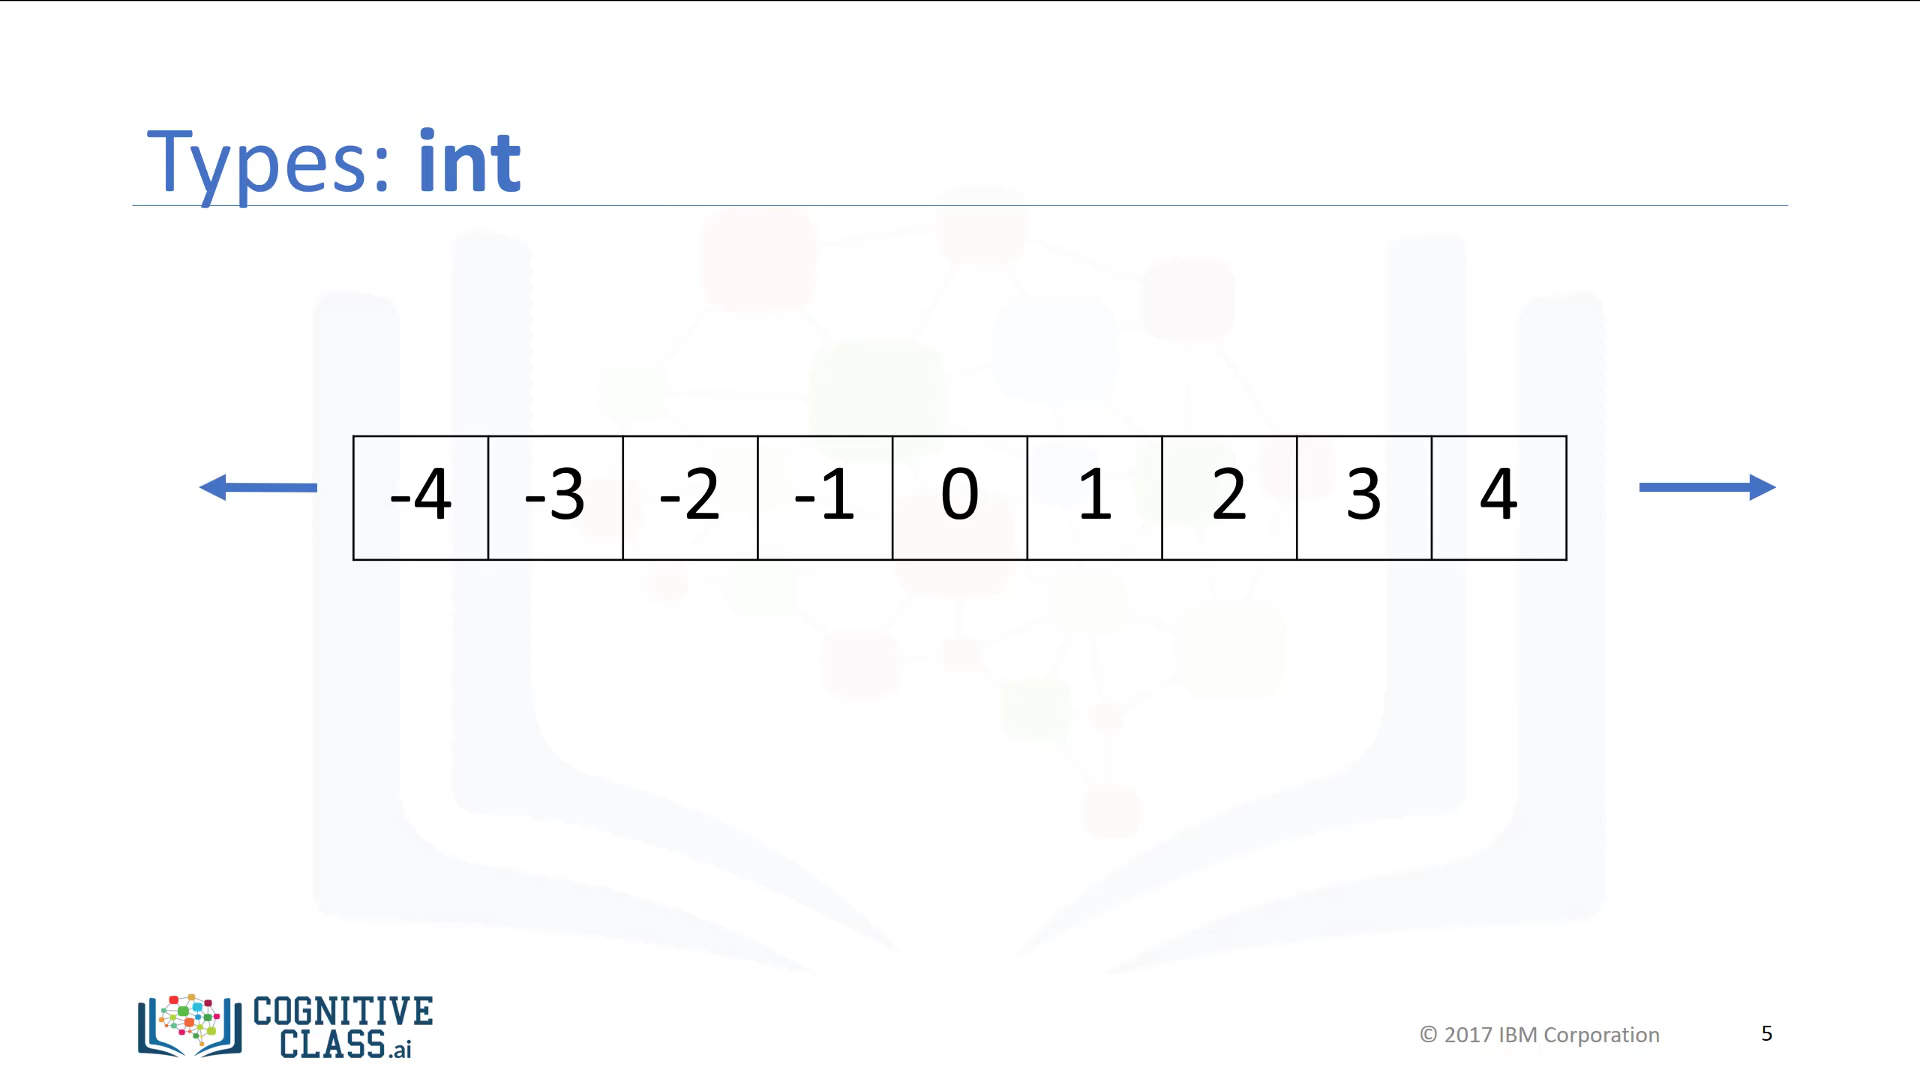 Types: int
-4 -3 -2 -1 0 1 2 3 4
COGNITIVE
CLASS.ai
© 2017 IBM Corporation 5